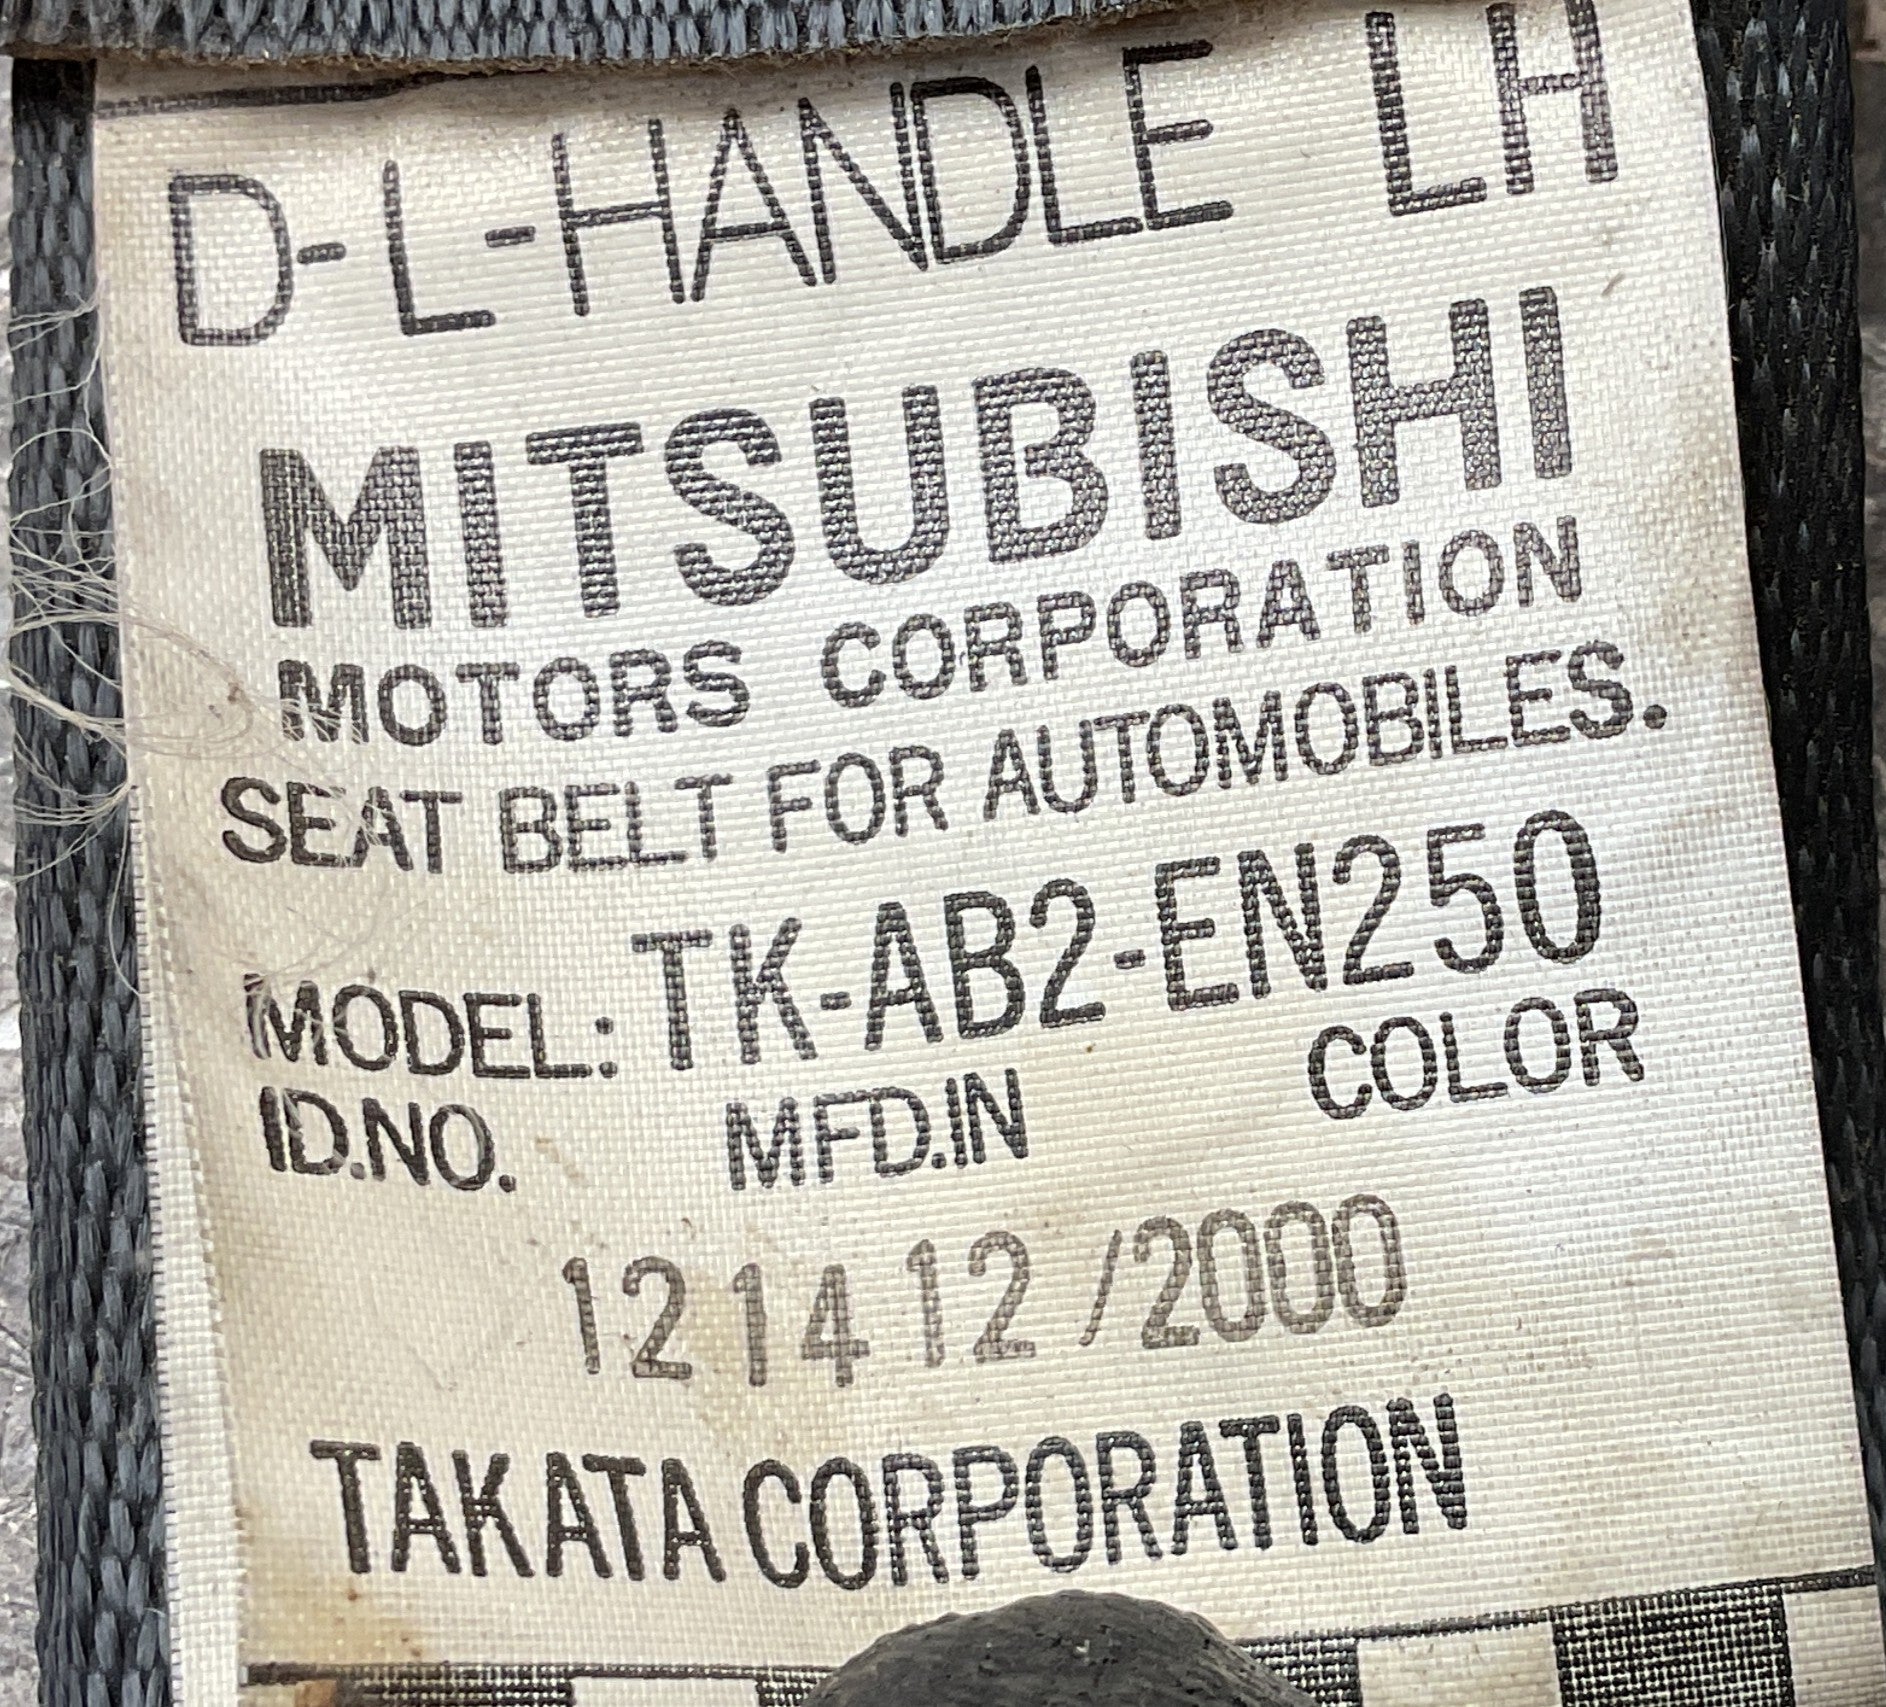 D-L-HANDLE LH
MITSUBISHI
MOTORS CORPORATION
SEAT BELT FOR AUTOMOBILES.
MODEL: TK-AB2-EN250
ID.NO. MFD.IN COLOR
12 14 12 /2000
TAKATA CORPORATION